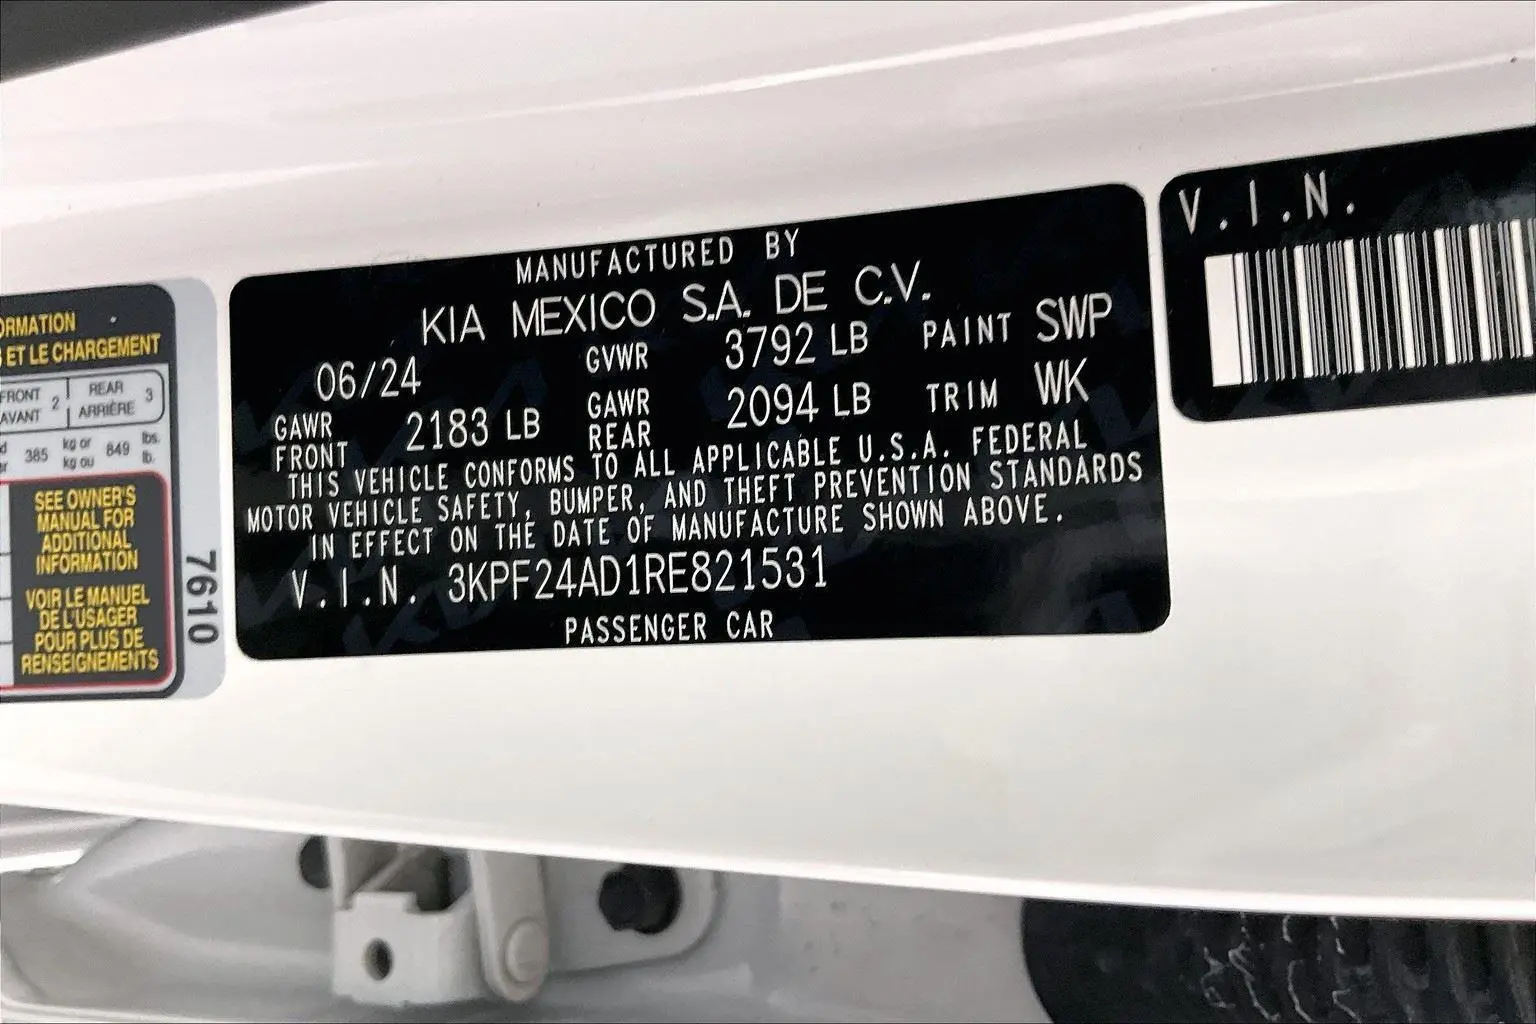 ORMATION
ET LE CHARGEMENT
FRONT 2 REAR 3
AVANT ARRIÈRE
385 kg or 849 lbs.
kg ou lb.
SEE OWNER'S
MANUAL FOR
ADDITIONAL
INFORMATION
VOIR LE MANUEL
DE L'USAGER
POUR PLUS DE
RENSEIGNEMENTS
7610
MANUFACTURED BY
KIA MEXICO S.A. DE C.V.
06/24 GVWR 3792 LB PAINT SWP
GAWR FRONT 2183 LB GAWR REAR 2094 LB TRIM WK
THIS VEHICLE CONFORMS TO ALL APPLICABLE U.S.A. FEDERAL
MOTOR VEHICLE SAFETY, BUMPER, AND THEFT PREVENTION STANDARDS
IN EFFECT ON THE DATE OF MANUFACTURE SHOWN ABOVE.
V.I.N. 3KPF24AD1RE821531
PASSENGER CAR
V.I.N.